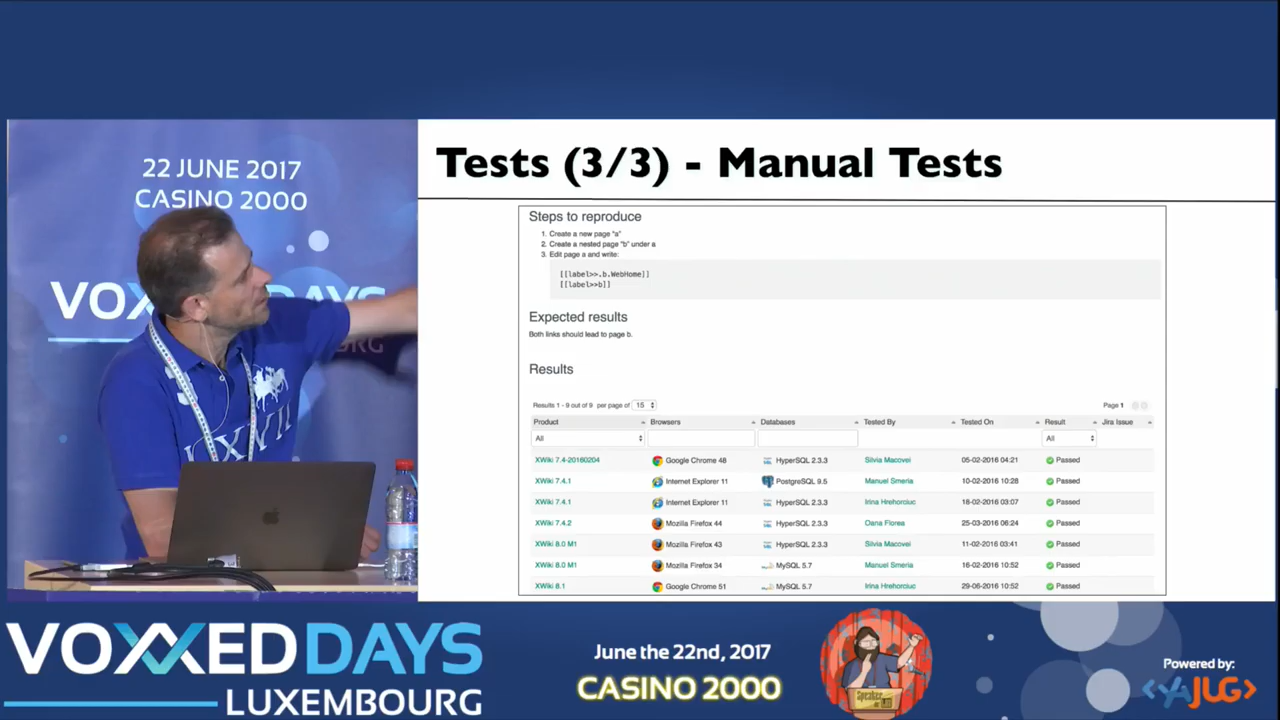 22 JUNE 2017
CASINO 2000
Tests (3/3) - Manual Tests
Steps to reproduce
1. Create a new page "a"
2. Create a nested page "b" under a
3. Edit page a and write:
[[label>>.b.WebHome]]
[[label>>b]]
Expected results
Both links should lead to page b.
Results
Results 1 - 9 out of 9 per page of 15 Page 1
Product Browsers Databases Tested By Tested On Result Jira Issue
All All
XWiki 7.4-20160204 Google Chrome 48 HyperSQL 2.3.3 Silvia Macovei 05-02-2016 04:21 Passed
XWiki 7.4.1 Internet Explorer 11 PostgreSQL 9.5 Manuel Smeria 10-02-2016 10:28 Passed
XWiki 7.4.1 Internet Explorer 11 HyperSQL 2.3.3 Irina Hrehorciuc 18-02-2016 03:07 Passed
XWiki 7.4.2 Mozilla Firefox 44 HyperSQL 2.3.3 Oana Florea 25-03-2016 06:24 Passed
XWiki 8.0 M1 Mozilla Firefox 43 HyperSQL 2.3.3 Silvia Macovei 11-02-2016 03:41 Passed
XWiki 8.0 M1 Mozilla Firefox 34 MySQL 5.7 Manuel Smeria 16-02-2016 10:52 Passed
XWiki 8.1 Google Chrome 51 MySQL 5.7 Irina Hrehorciuc 29-06-2016 10:52 Passed
VOXXED DAYS
LUXEMBOURG
June the 22nd, 2017
CASINO 2000
Speaker
Powered by:
YAJUG